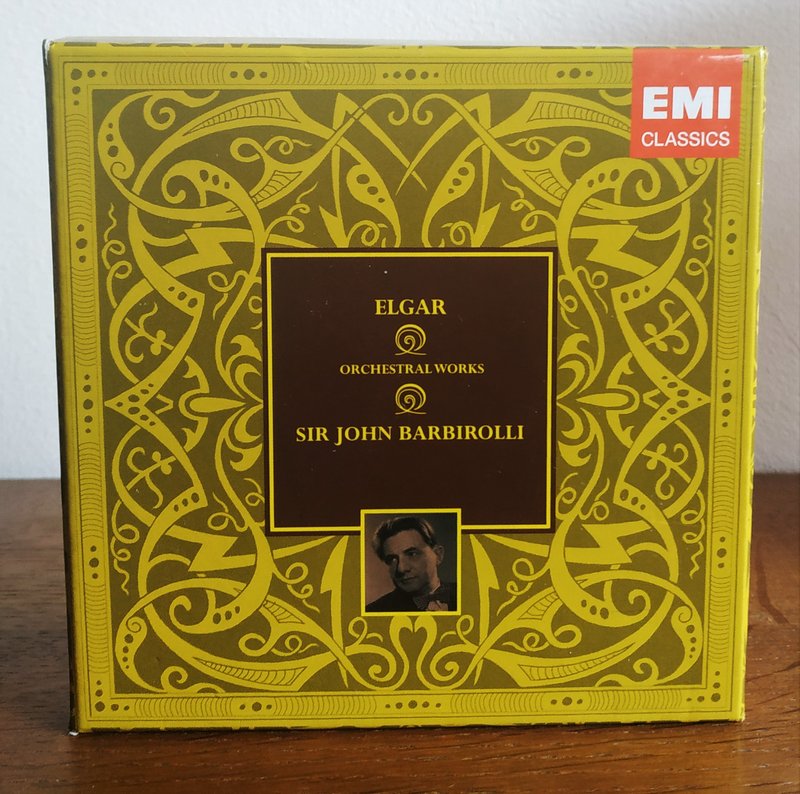 EMI
CLASSICS
ELGAR
ORCHESTRAL WORKS
SIR JOHN BARBIROLLI